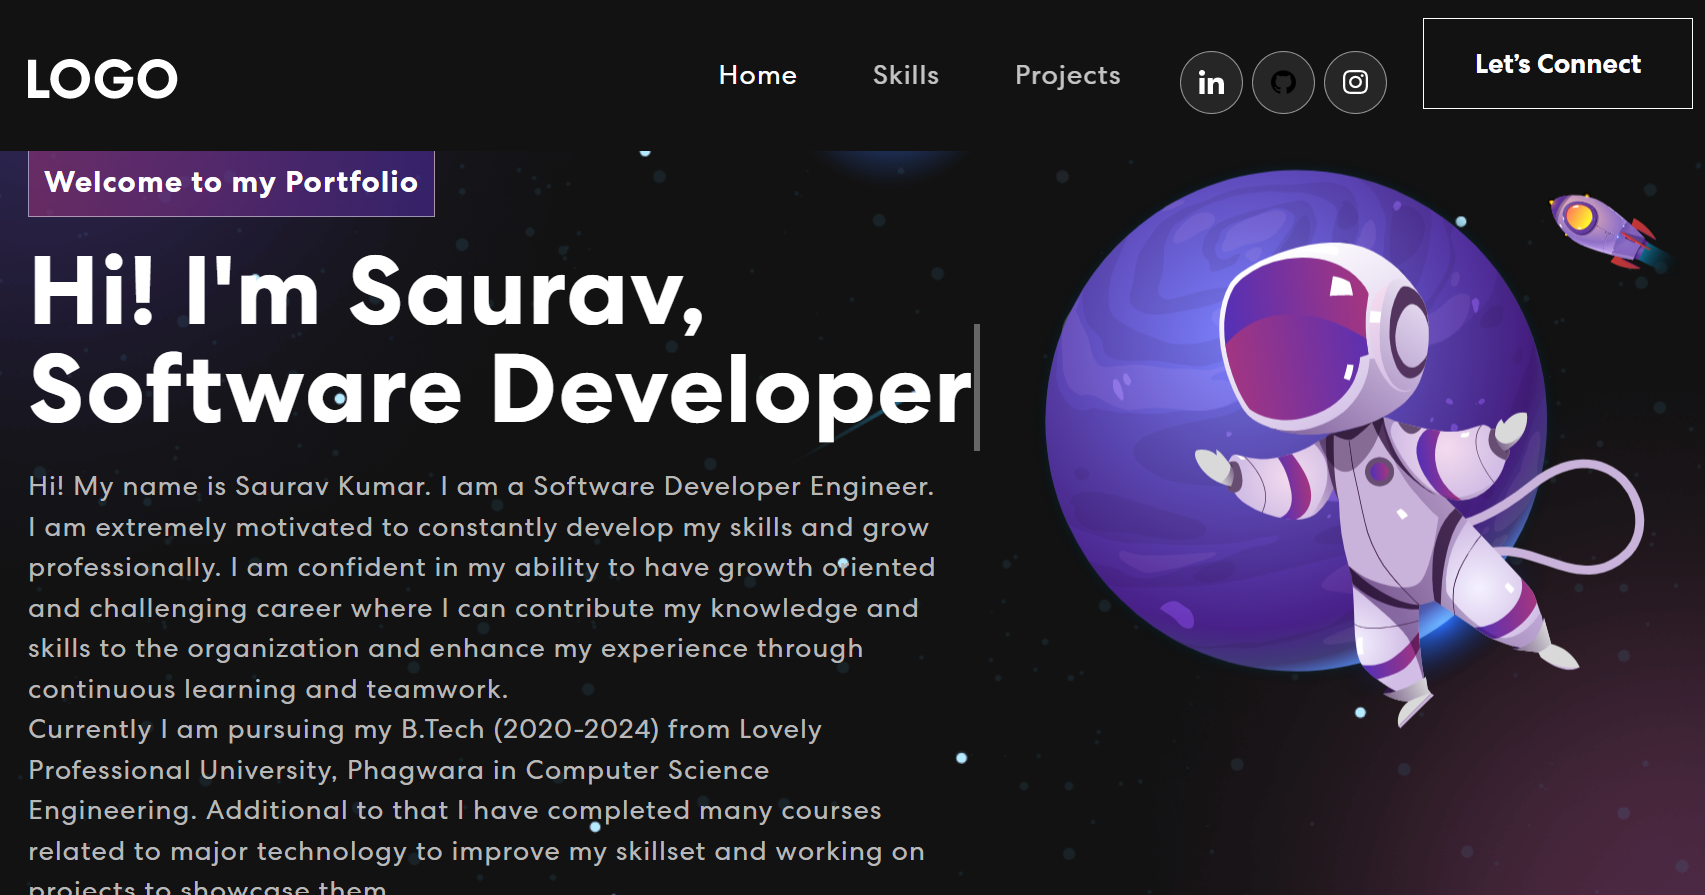 LOGO
Home
Skills
Projects
in
Let's Connect
Welcome to my Portfolio
Hi! I'm Saurav,
Software Developer
Hi! My name is Saurav Kumar. I am a Software Developer Engineer.
I am extremely motivated to constantly develop my skills and grow
professionally. I am confident in my ability to have growth oriented
and challenging career where I can contribute my knowledge and
skills to the organization and enhance my experience through
continuous learning and teamwork.
Currently I am pursuing my B.Tech (2020-2024) from Lovely
Professional University, Phagwara in Computer Science
Engineering. Additional to that I have completed many courses
related to major technology to improve my skillset and working on
projects to showcase them.